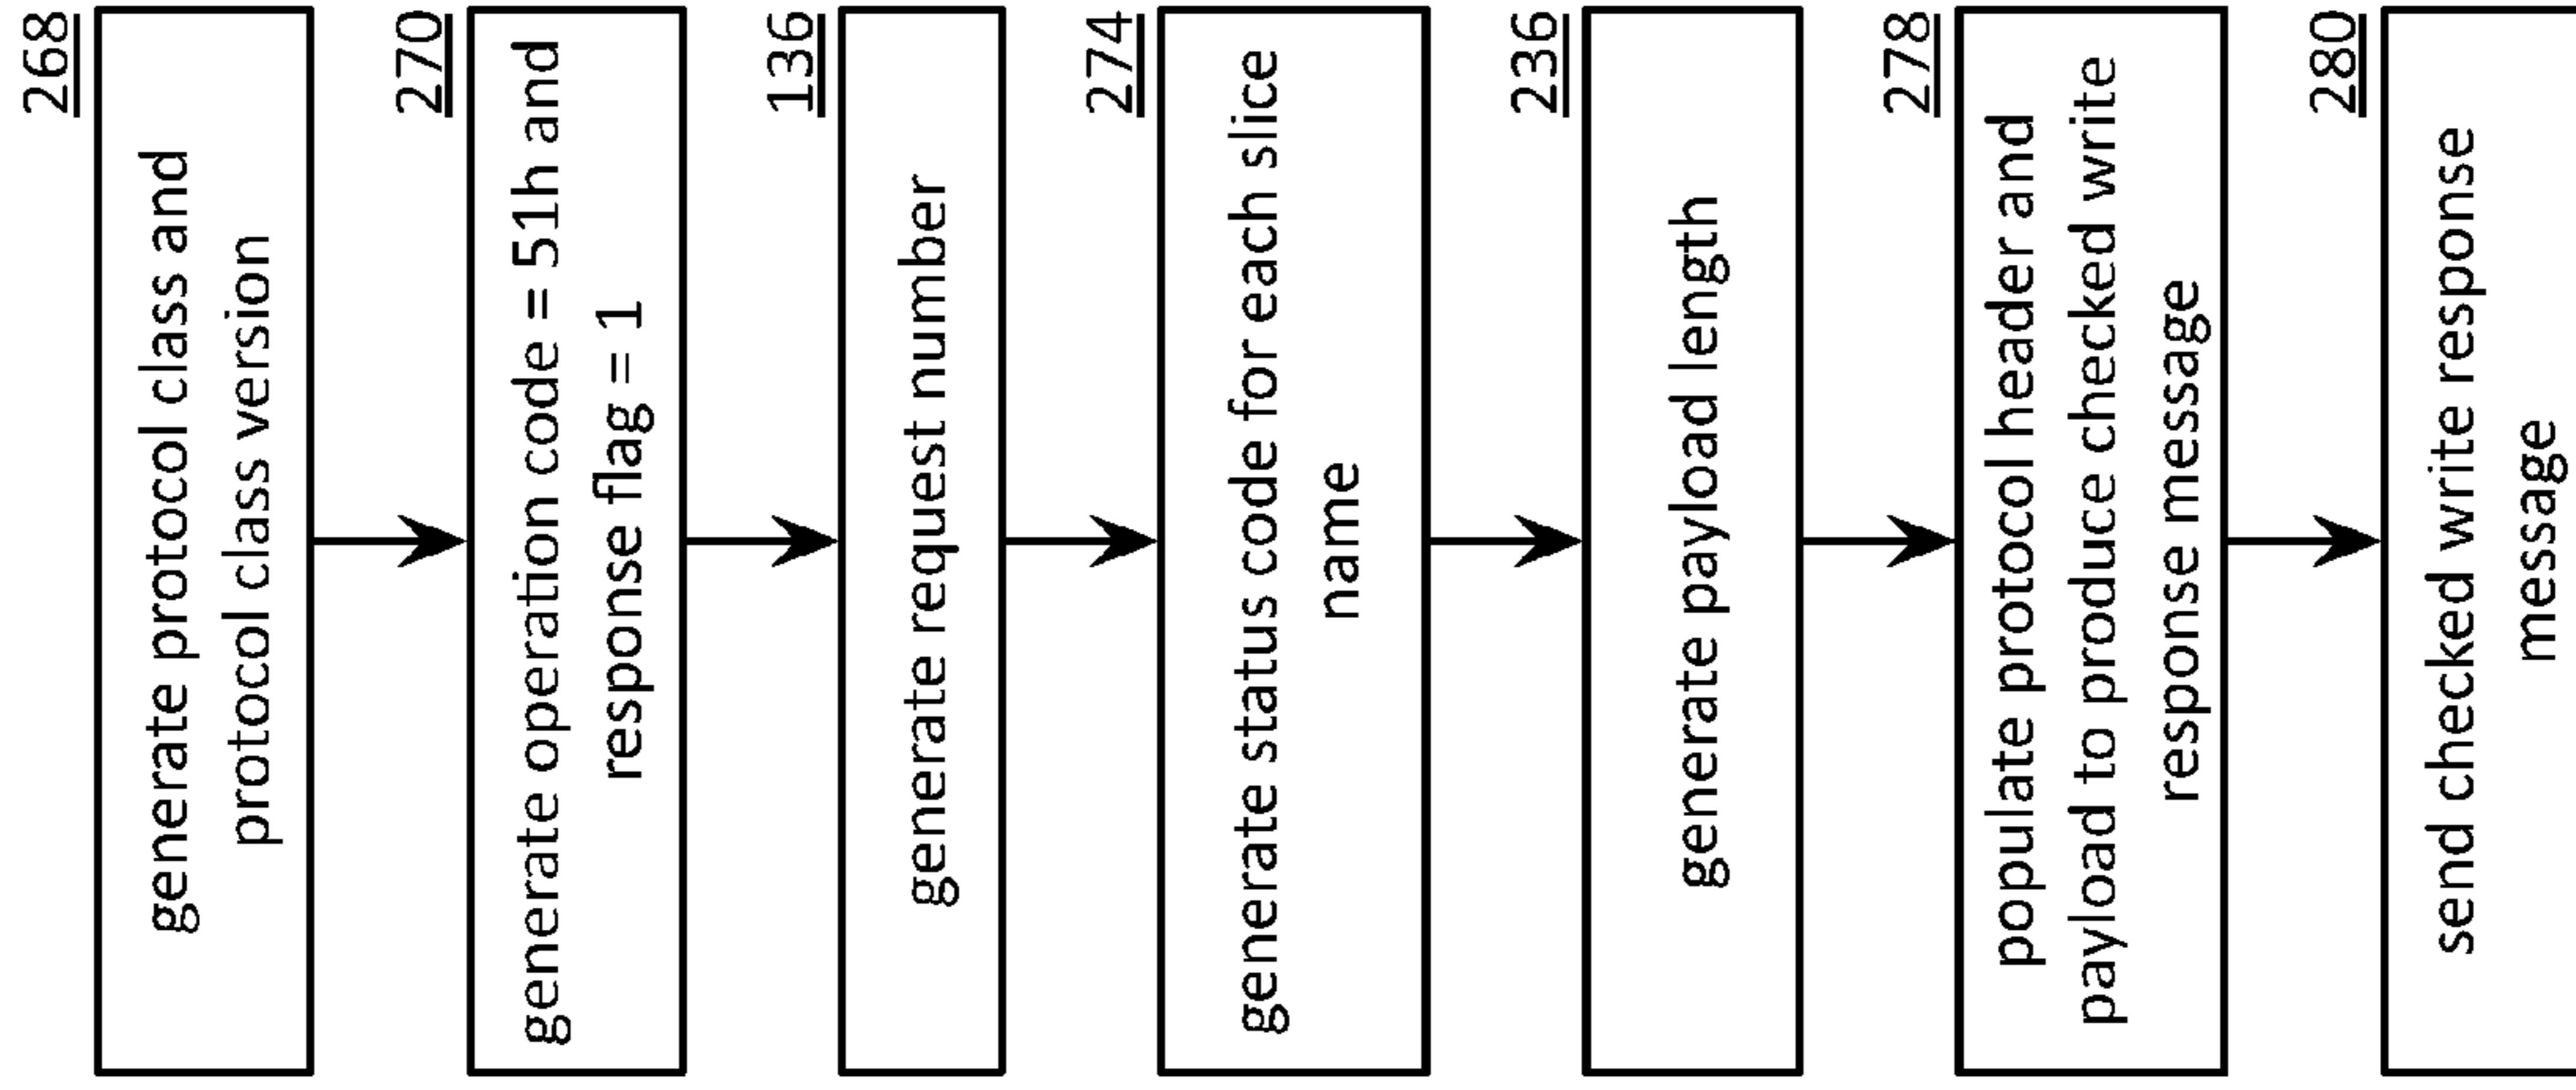 268
generate protocol class and
protocol class version
270
generate operation code = 51h and
response flag = 1
136
generate request number
274
generate status code for each slice
name
236
generate payload length
278
populate protocol header and
payload to produce checked write
response message
280
send checked write response
message